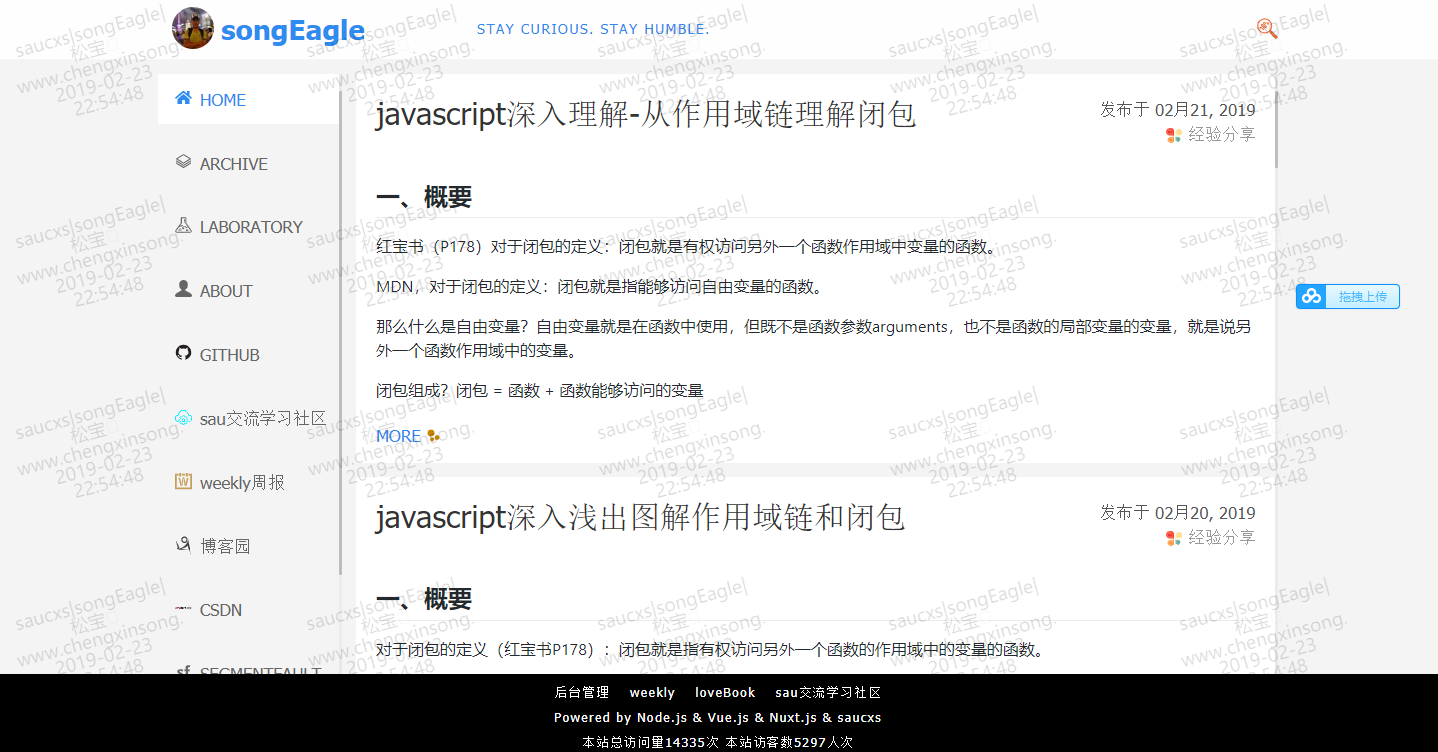 songEagle
STAY CURIOUS. STAY HUMBLE.
HOME
ARCHIVE
LABORATORY
ABOUT
GITHUB
sau交流学习社区
weekly周报
博客园
CSDN
SEGMENTFAULT
javascript深入理解-从作用域链理解闭包
发布于 02月21, 2019
经验分享
一、概要
红宝书（P178）对于闭包的定义：闭包就是有权访问另外一个函数作用域中变量的函数。
MDN，对于闭包的定义：闭包就是指能够访问自由变量的函数。
那么什么是自由变量？自由变量就是在函数中使用，但既不是函数参数arguments，也不是函数的局部变量的变量，就是说另
外一个函数作用域中的变量。
闭包组成？闭包 = 函数 + 函数能够访问的变量
MORE
javascript深入浅出图解作用域链和闭包
发布于 02月20, 2019
经验分享
一、概要
对于闭包的定义（红宝书P178）：闭包就是指有权访问另外一个函数的作用域中的变量的函数。
拖拽上传
后台管理 weekly loveBook sau交流学习社区
Powered by Node.js & Vue.js & Nuxt.js & saucxs
本站总访问量14335次 本站访客数5297人次
saucxs|songEagle|
松宝
www.chengxinsong.
2019-02-23
22:54:48